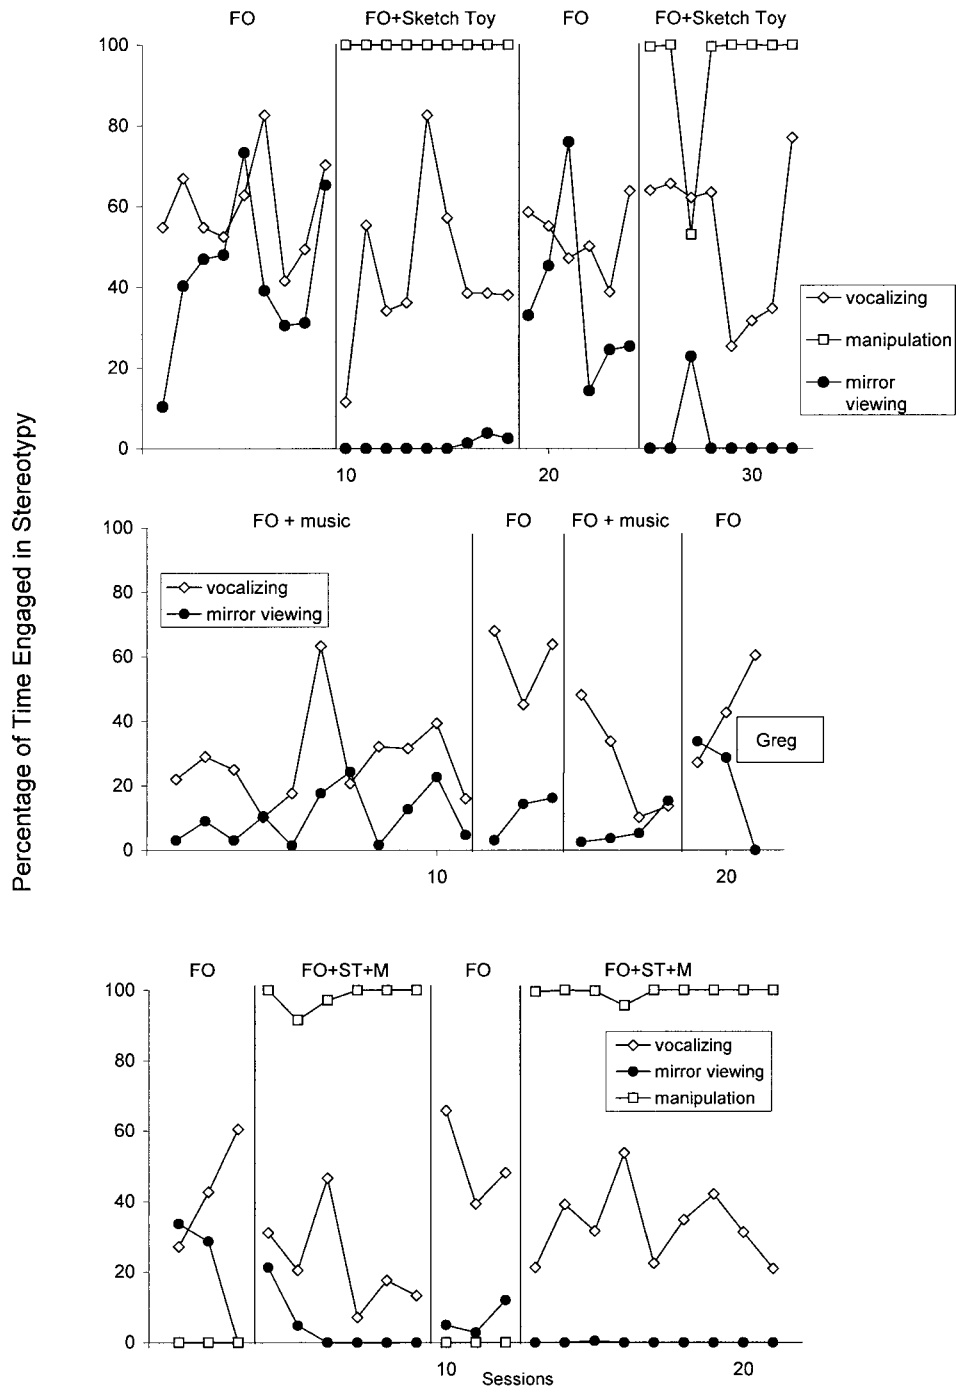 Percentage of Time Engaged in Stereotypy
FO FO+Sketch Toy FO FO+Sketch Toy
100
80
60
40
20
0
10 20 30
vocalizing
manipulation
mirror
viewing
FO + music FO FO + music FO
100
80
60
40
20
0
10 20
vocalizing
mirror viewing
Greg
FO FO+ST+M FO FO+ST+M
100
80
60
40
20
0
10 20
vocalizing
mirror viewing
manipulation
Sessions